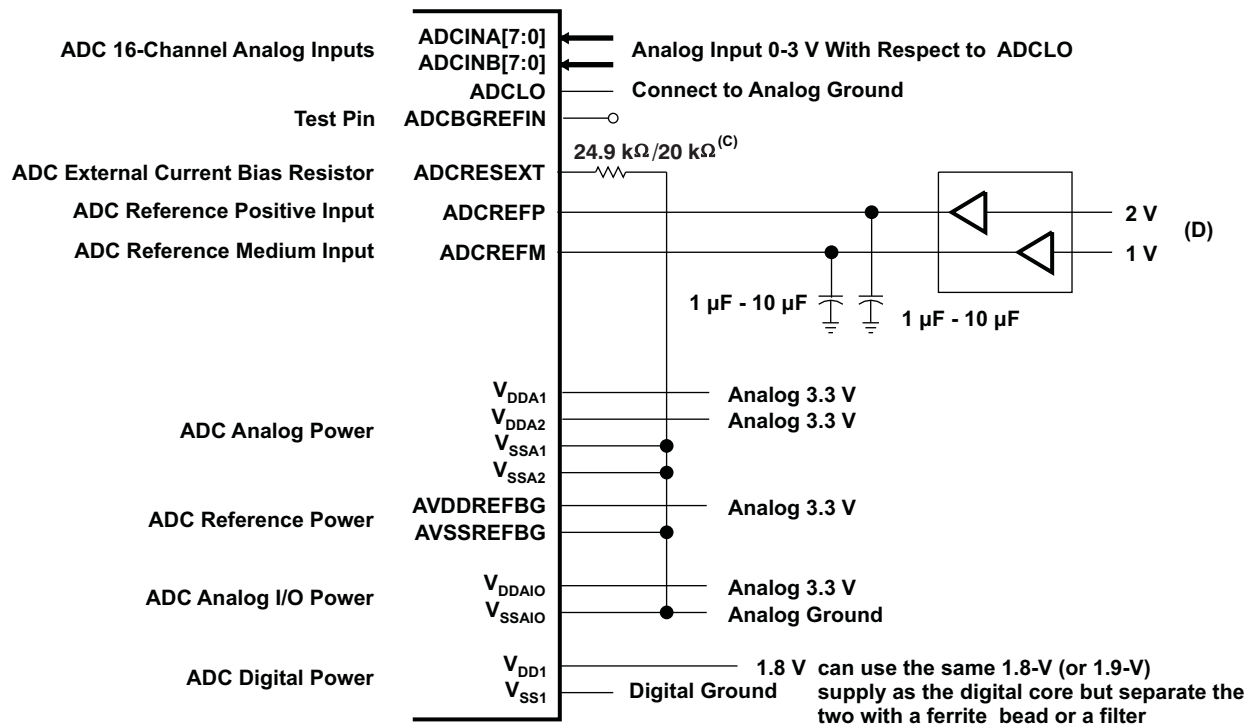 ADC 16-Channel Analog Inputs ADCINA[7:0] Analog Input 0-3 V With Respect to ADCLO
ADCINB[7:0]
ADCLO Connect to Analog Ground
Test Pin ADCBGREFIN
24.9 kΩ/20 kΩ(C)
ADC External Current Bias Resistor ADCRESEXT
ADC Reference Positive Input ADCREFP 2 V
(D)
ADC Reference Medium Input ADCREFM 1 V
1 µF - 10 µF
1 µF - 10 µF
VDDA1 Analog 3.3 V
VDDA2 Analog 3.3 V
ADC Analog Power
VSSA1
VSSA2
AVDDREFBG Analog 3.3 V
ADC Reference Power
AVSSREFBG
VDDAIO Analog 3.3 V
ADC Analog I/O Power
VSSAIO Analog Ground
VDD1 1.8 V can use the same 1.8-V (or 1.9-V)
ADC Digital Power
VSS1 Digital Ground supply as the digital core but separate the
two with a ferrite bead or a filter